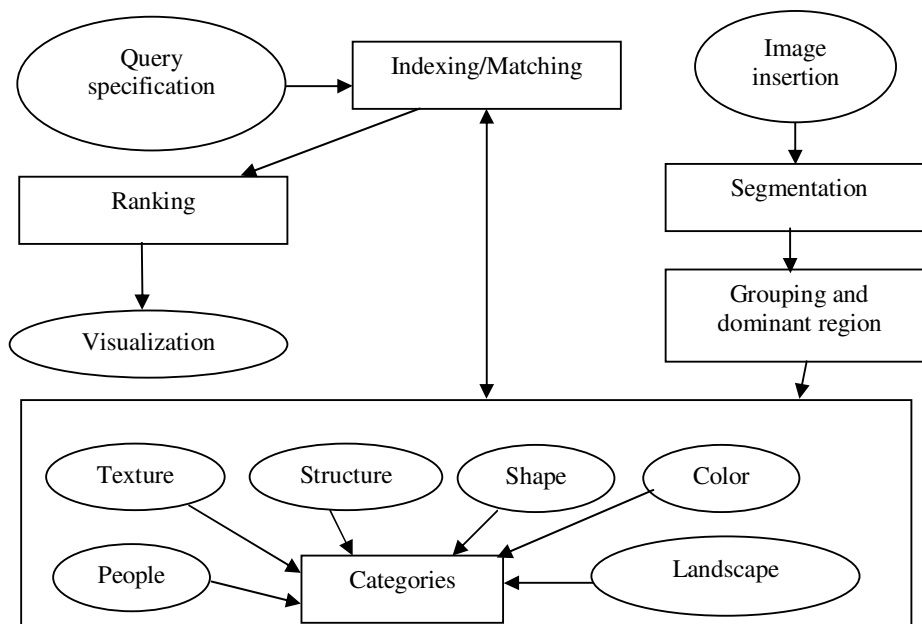 Query
specification
Indexing/Matching
Image
insertion
Ranking
Segmentation
Visualization
Grouping and
dominant region
Texture
Structure
Shape
Color
People
Categories
Landscape